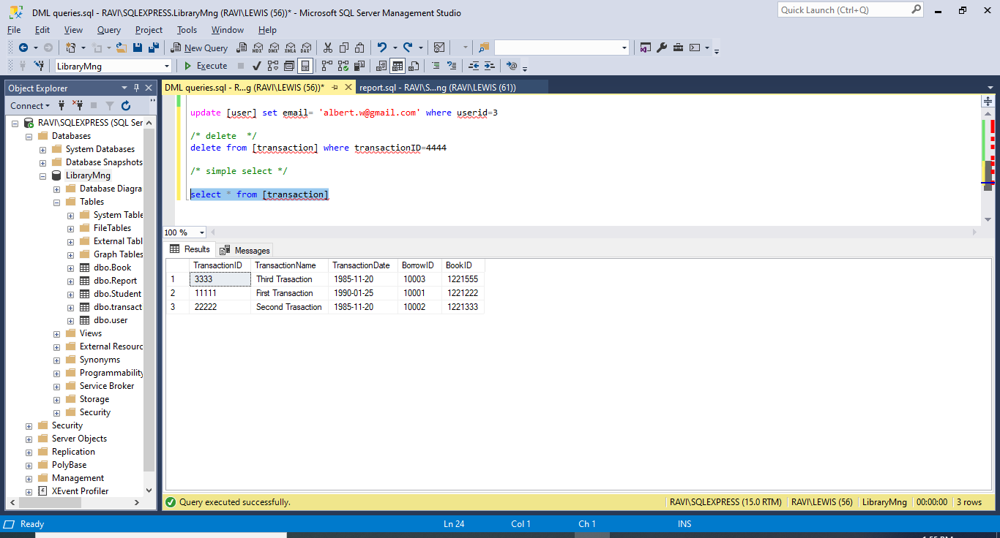 DML queries.sql - RAVI\SQLEXPRESS.LibraryMng (RAVI\LEWIS (56))* - Microsoft SQL Server Management Studio
Quick Launch (Ctrl+Q)
File Edit View Query Project Tools Window Help
New Query MDX DMX XMLA DAX
LibraryMng Execute
Object Explorer
DML queries.sql - R...g (RAVI\LEWIS (56))* report.sql - RAVI\S...ng (RAVI\LEWIS (61))
Connect
RAVI\SQLEXPRESS (SQL Ser
Databases
System Databases
Database Snapshots
LibraryMng
Database Diagra
Tables
System Table
FileTables
External Tabl
Graph Tables
dbo.Book
dbo.Report
dbo.Student
dbo.transact
dbo.user
Views
External Resourc
Synonyms
Programmability
Service Broker
Storage
Security
Security
Server Objects
Replication
PolyBase
Management
XEvent Profiler
update [user] set email= 'albert.w@gmail.com' where userid=3
/* delete  */
delete from [transaction] where transactionID=4444
/* simple select */
select * from [transaction]
100 %
Results Messages
TransactionID TransactionName TransactionDate BorrowID BookID
1 3333 Third Trasaction 1985-11-20 10003 1221555
2 11111 First Transaction 1990-01-25 10001 1221222
3 22222 Second Trasaction 1985-11-20 10002 1221333
Query executed successfully. RAVI\SQLEXPRESS (15.0 RTM) RAVI\LEWIS (56) LibraryMng 00:00:00 3 rows
Ready Ln 24 Col 1 Ch 1 INS